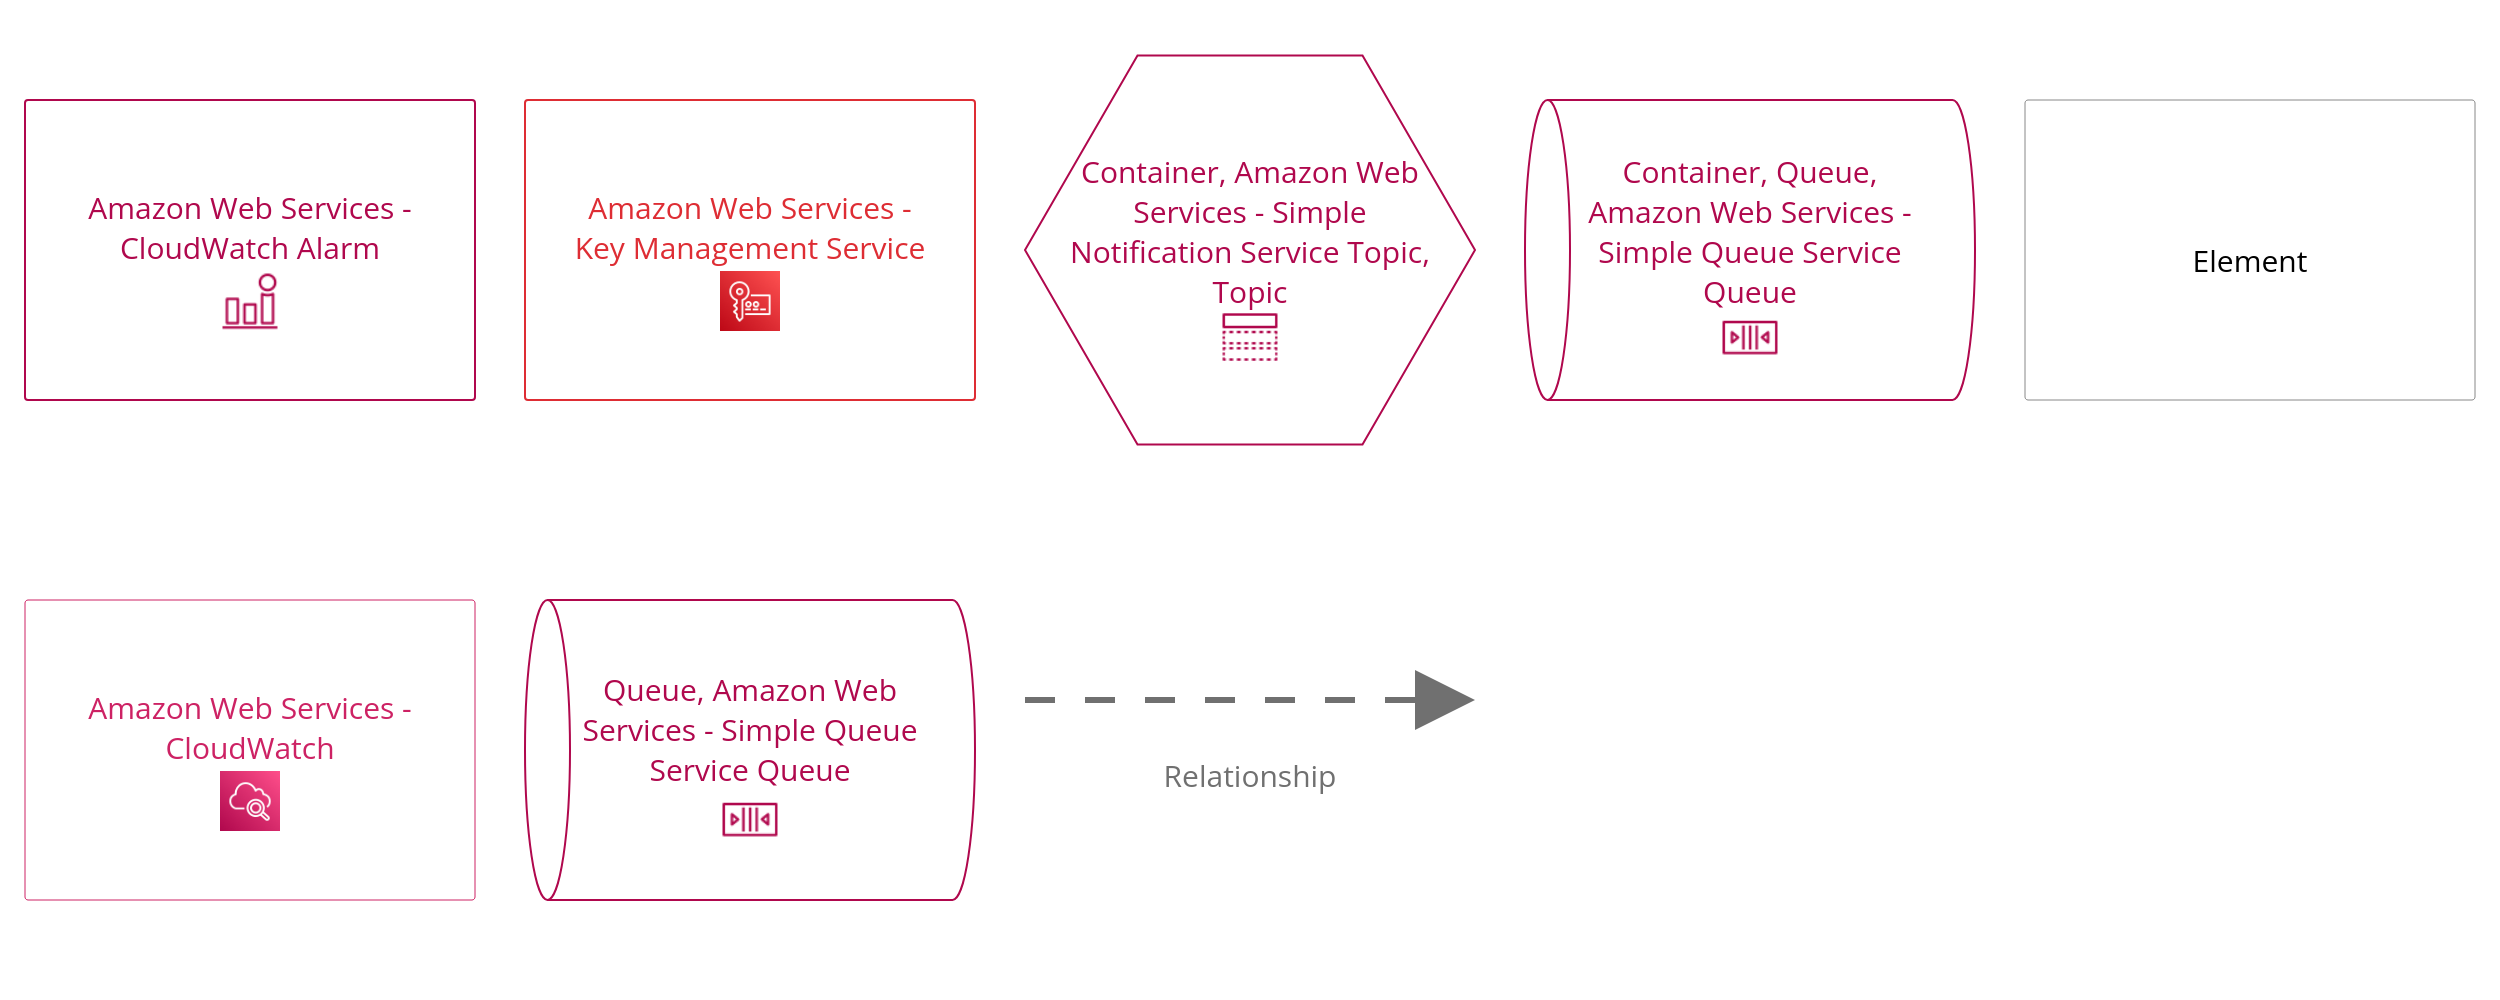 Amazon Web Services -
CloudWatch Alarm
Amazon Web Services -
Key Management Service
Container, Amazon Web
Services - Simple
Notification Service Topic,
Topic
Container, Queue,
Amazon Web Services -
Simple Queue Service
Queue
Element
Amazon Web Services -
CloudWatch
Queue, Amazon Web
Services - Simple Queue
Service Queue
Relationship